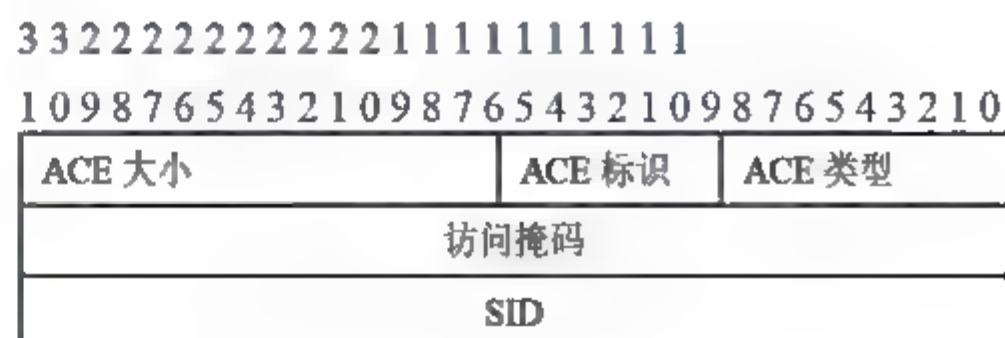 3 3 2 2 2 2 2 2 2 2 2 2 1 1 1 1 1 1 1 1 1 1
1 0 9 8 7 6 5 4 3 2 1 0 9 8 7 6 5 4 3 2 1 0 9 8 7 6 5 4 3 2 1 0
ACE 大小 ACE 标识 ACE 类型
访问掩码
SID